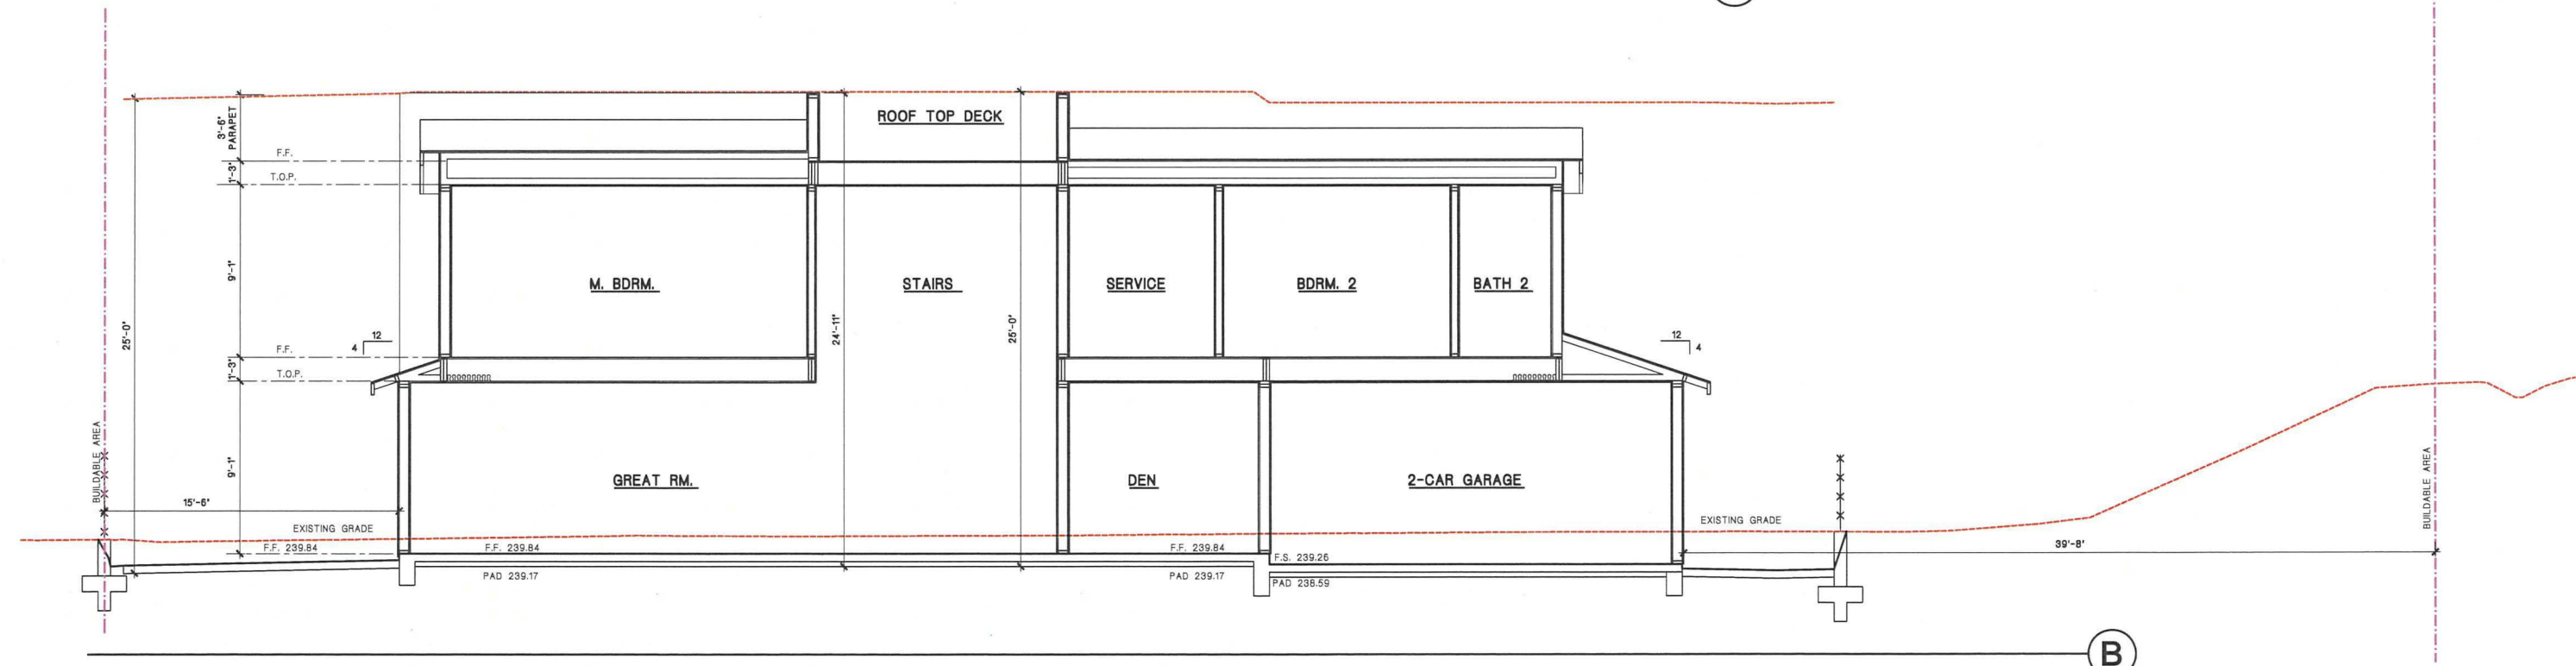 ROOF TOP DECK
3'-6"
PARAPET
F.F.
1'-3"
T.O.P.
9'-1"
M. BDRM.
STAIRS
SERVICE
BDRM. 2
BATH 2
25'-0"
24'-11"
25'-0"
12
4
12
4
F.F.
1'-3"
T.O.P.
BUILDABLE AREA
9'-1"
GREAT RM.
DEN
2-CAR GARAGE
BUILDABLE AREA
15'-6"
EXISTING GRADE
EXISTING GRADE
F.F. 239.84
F.F. 239.84
F.F. 239.84
F.S. 239.26
39'-8"
PAD 239.17
PAD 239.17
PAD 238.59
B